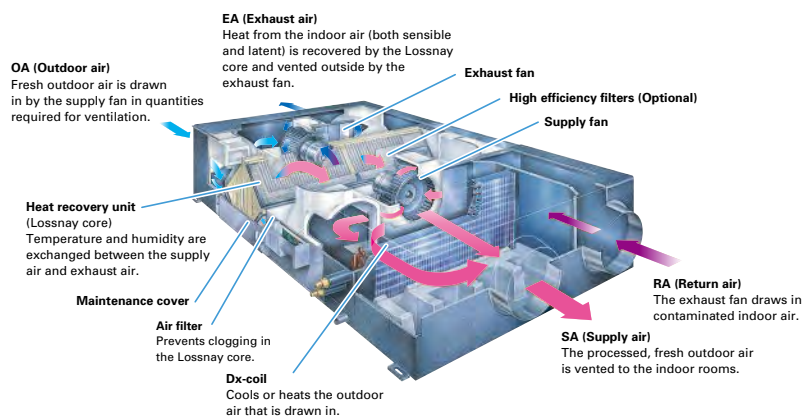 EA (Exhaust air)
Heat from the indoor air (both sensible
and latent) is recovered by the Lossnay
core and vented outside by the
exhaust fan.
OA (Outdoor air)
Fresh outdoor air is drawn
in by the supply fan in quantities
required for ventilation.
Exhaust fan
High efficiency filters (Optional)
Supply fan
Heat recovery unit
(Lossnay core)
Temperature and humidity are
exchanged between the supply
air and exhaust air.
Maintenance cover
Air filter
Prevents clogging in
the Lossnay core.
Dx-coil
Cools or heats the outdoor
air that is drawn in.
RA (Return air)
The exhaust fan draws in
contaminated indoor air.
SA (Supply air)
The processed, fresh outdoor air
is vented to the indoor rooms.